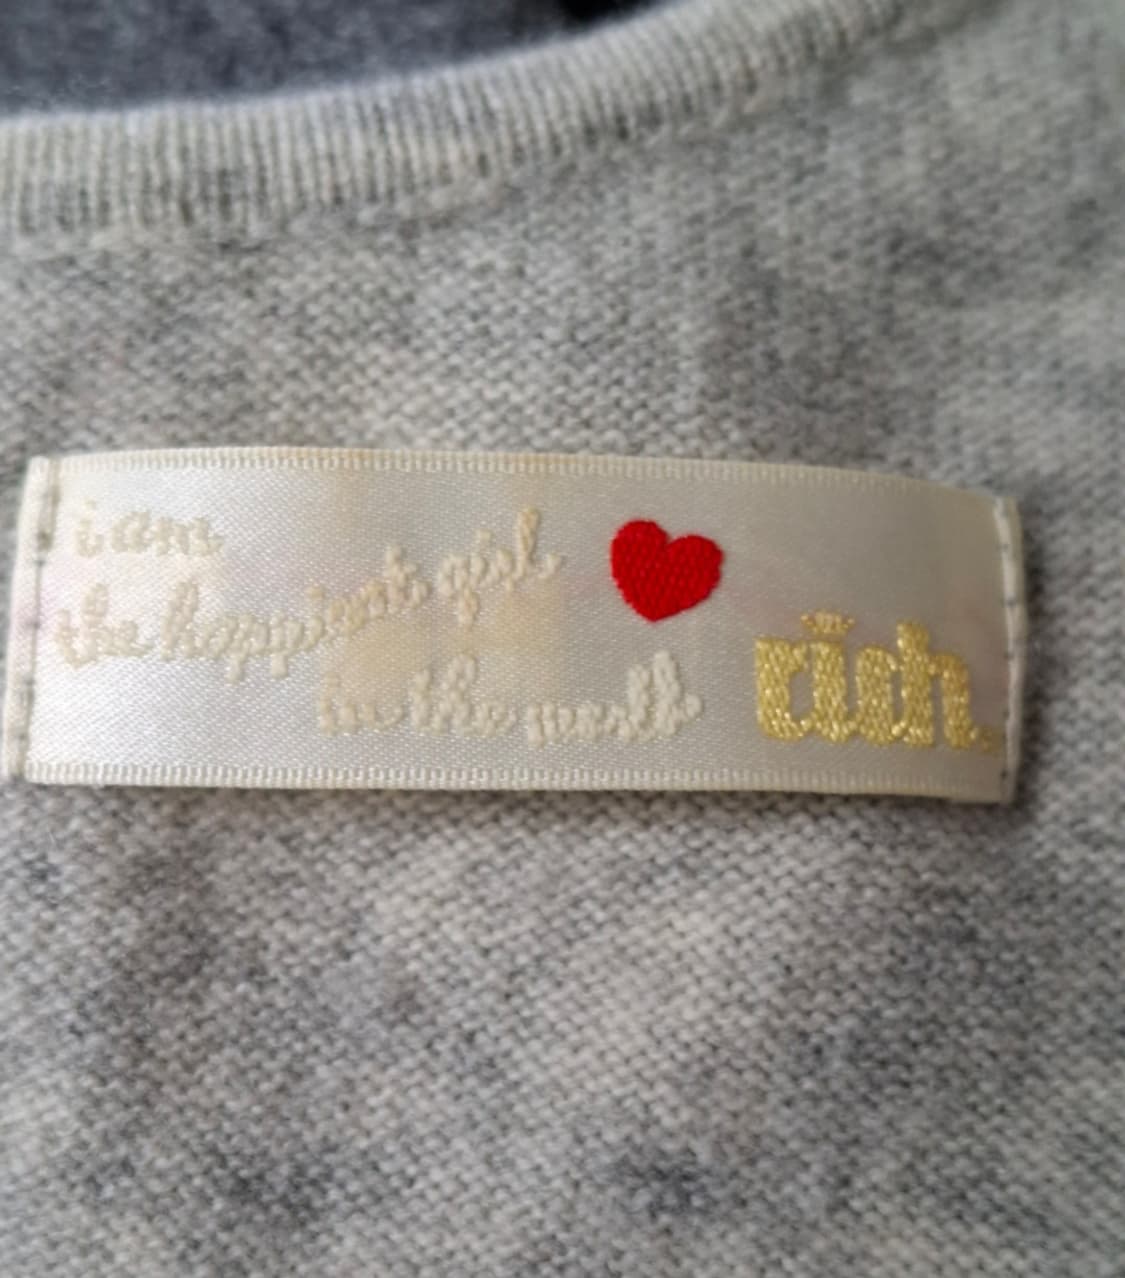 i am
the happiest girl
in the world
rich.